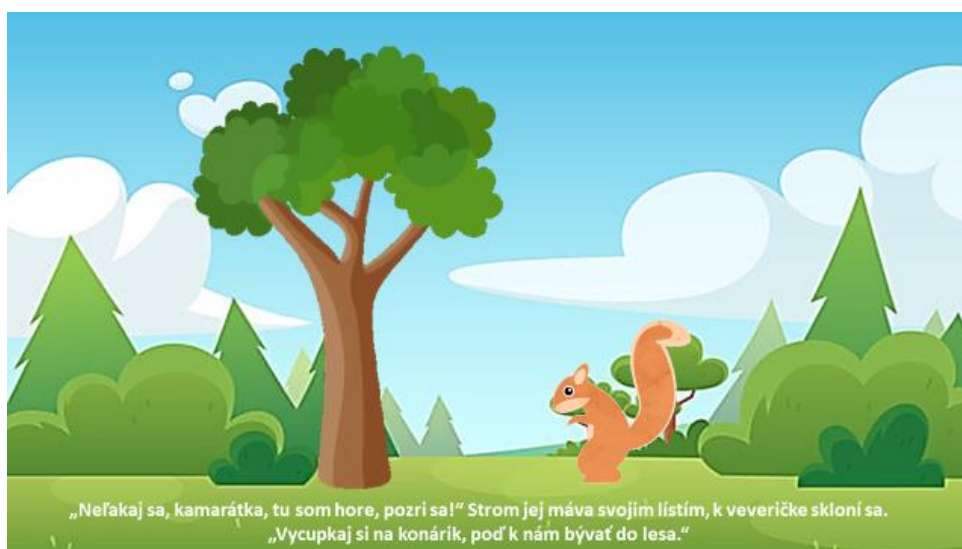 „Neľakaj sa, kamarátka, tu som hore, pozri sa!“ Strom jej máva svojim lístím, k veveričke skloní sa.
„Vycupkaj si na konárik, poď k nám bývať do lesa.“